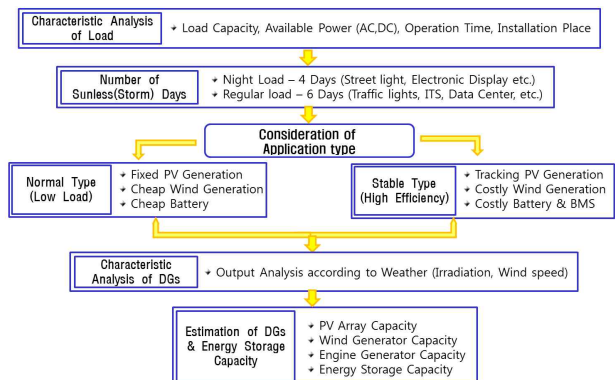 Characteristic Analysis
of Load
Load Capacity, Available Power (AC,DC), Operation Time, Installation Place
Number of
Sunless(Storm) Days
Night Load – 4 Days (Street light, Electronic Display etc.)
Regular load – 6 Days (Traffic lights, ITS, Data Center, etc.)
Consideration of
Application type
Normal Type
(Low Load)
Fixed PV Generation
Cheap Wind Generation
Cheap Battery
Stable Type
(High Efficiency)
Tracking PV Generation
Costly Wind Generation
Costly Battery & BMS
Characteristic
Analysis of DGs
Output Analysis according to Weather (Irradiation, Wind speed)
Estimation of DGs
& Energy Storage
Capacity
PV Array Capacity
Wind Generator Capacity
Engine Generator Capacity
Energy Storage Capacity